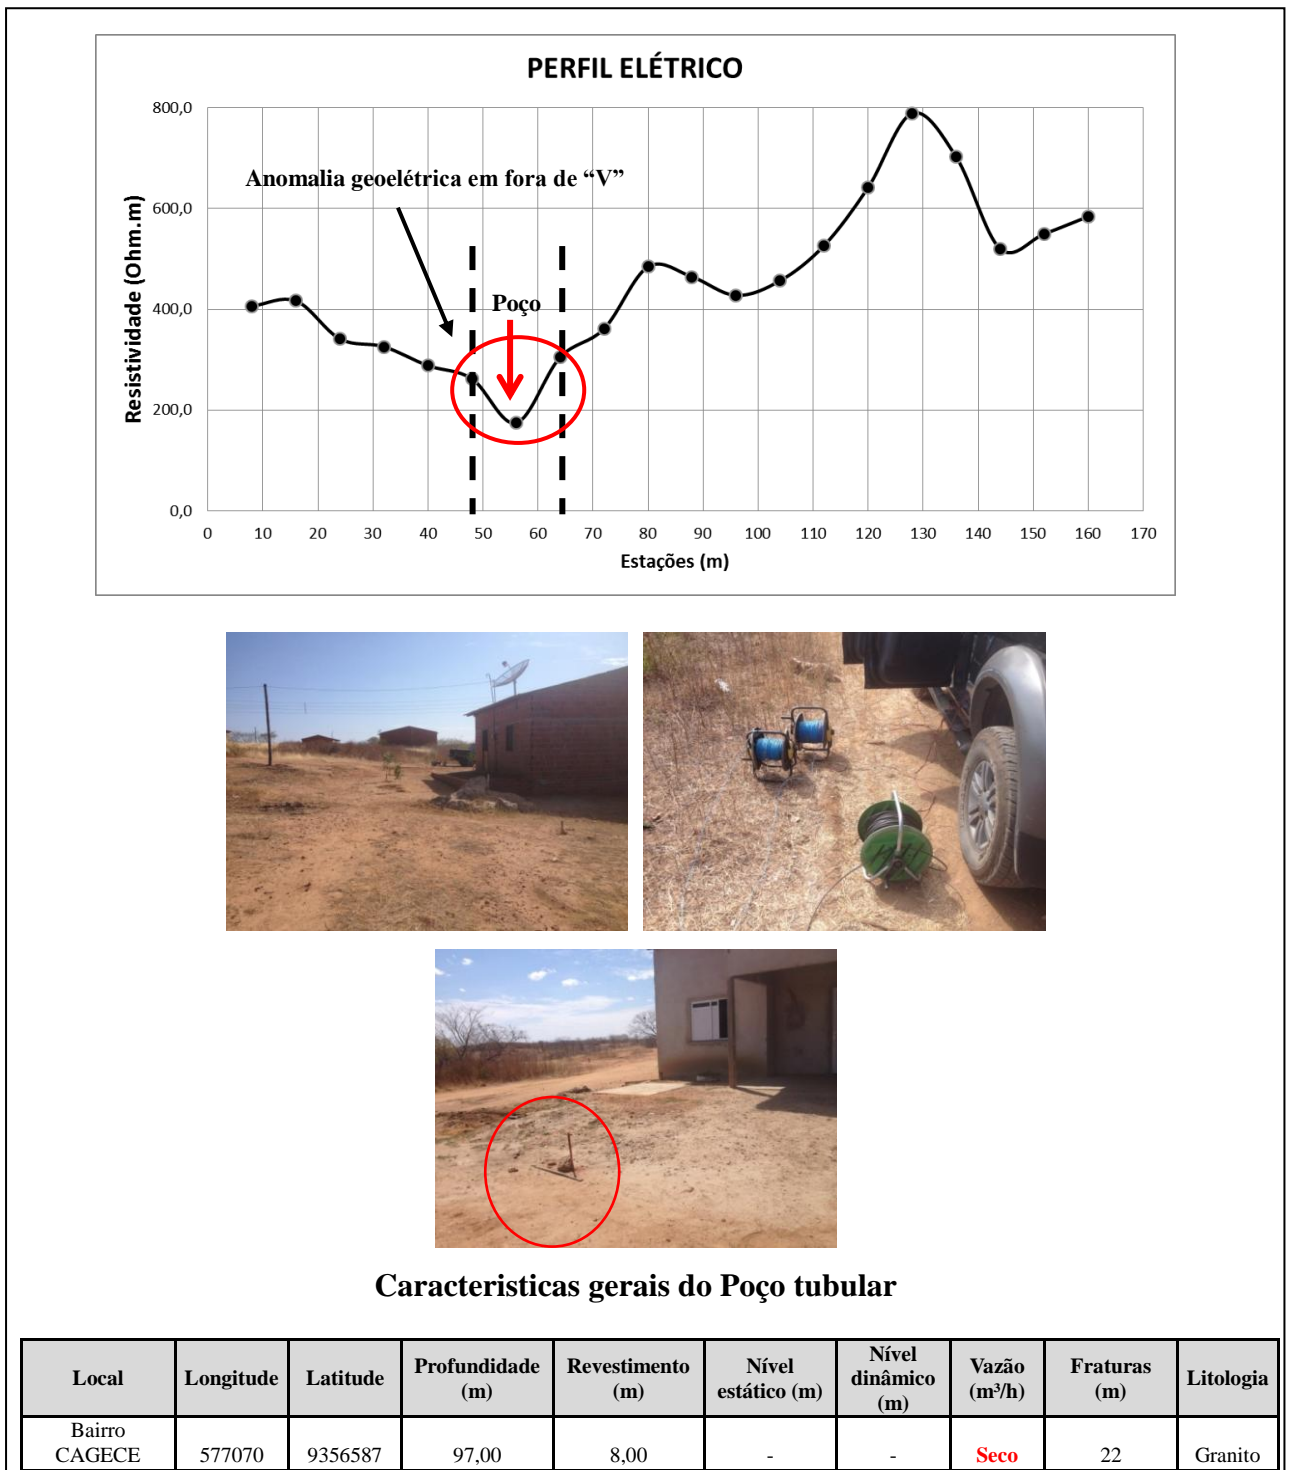 PERFIL ELÉTRICO
800,0
600,0
400,0
200,0
0,0
Resistividade (Ohm.m)
Anomalia geoelétrica em fora de “V”
Poço
0 10 20 30 40 50 60 70 80 90 100 110 120 130 140 150 160 170
Estações (m)
Caracteristicas gerais do Poço tubular
Local Longitude Latitude Profundidade (m) Revestimento (m) Nível estático (m) Nível dinâmico (m) Vazão (m³/h) Fraturas (m) Litologia
Bairro CAGECE 577070 9356587 97,00 8,00 - - Seco 22 Granito